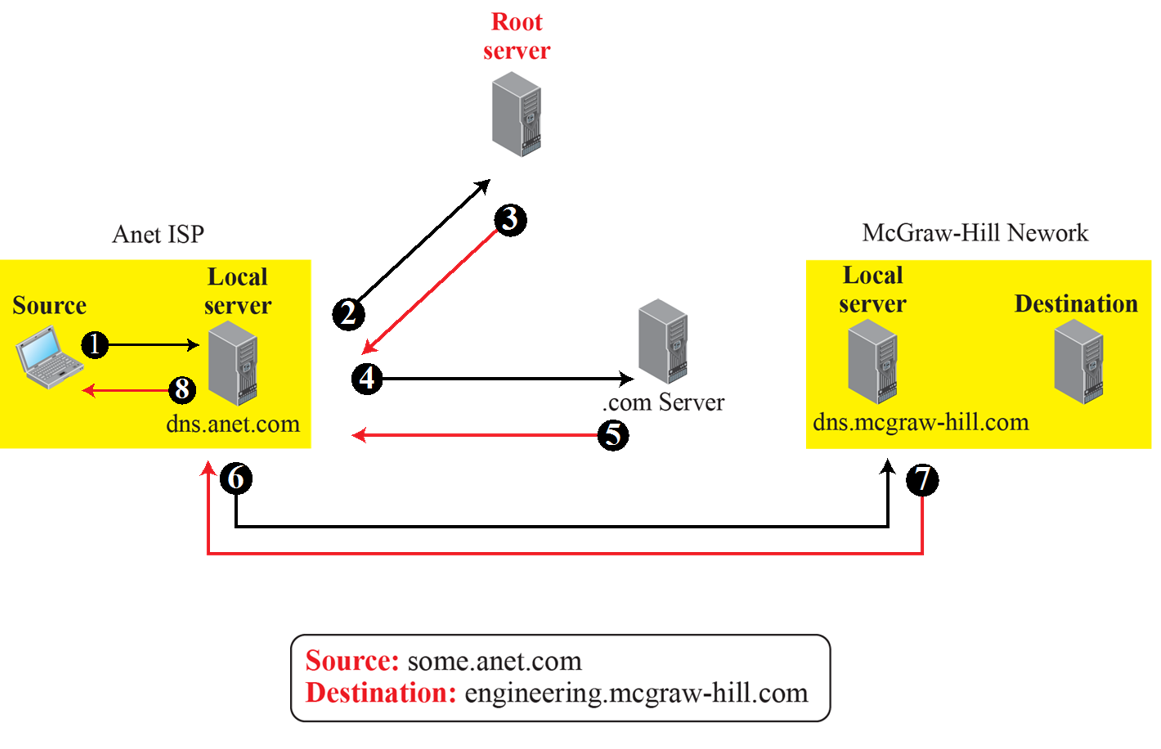 Root
server
3
Anet ISP
McGraw-Hill Nework
Local
server
Source
2
Local
server
Destination
1
4
8
.com Server
dns.anet.com
dns.mcgraw-hill.com
5
6
7
Source: some.anet.com
Destination: engineering.mcgraw-hill.com